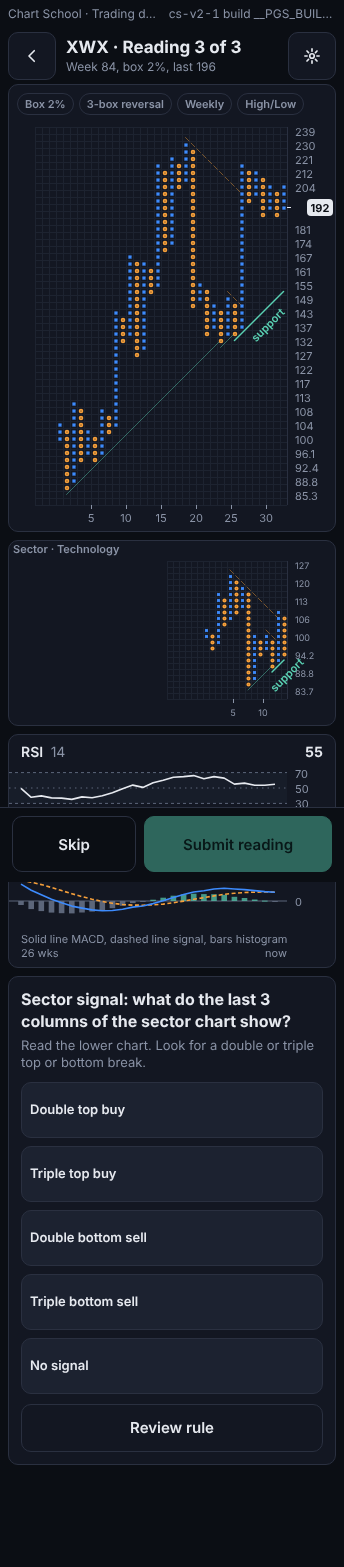 Chart School · Trading d... cs-v2-1 build __PGS_BUIL...
XWX · Reading 3 of 3
Week 84, box 2%, last 196
Box 2% 3-box reversal Weekly High/Low
239
230
221
212
204
192
181
174
167
161
155
149
143
137
132
127
122
117
113
108
104
100
96.1
92.4
88.8
85.3
support
5 10 15 20 25 30
Sector · Technology
127
120
113
106
100
94.2
88.8
83.7
support
5 10
RSI 14 55
70
50
30
Skip Submit reading
0
Solid line MACD, dashed line signal, bars histogram
26 wks now
Sector signal: what do the last 3
columns of the sector chart show?
Read the lower chart. Look for a double or triple
top or bottom break.
Double top buy
Triple top buy
Double bottom sell
Triple bottom sell
No signal
Review rule